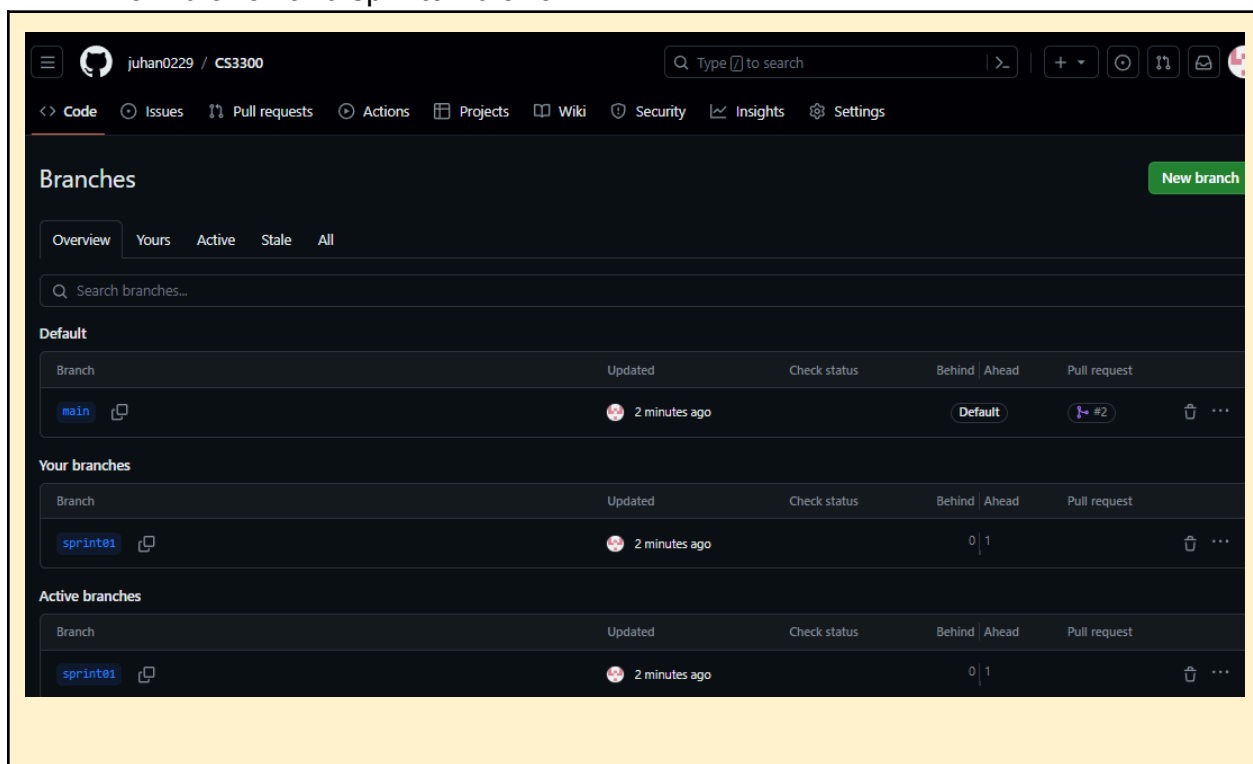 juhan0229 / CS3300
Type / to search
Code Issues Pull requests Actions Projects Wiki Security Insights Settings
Branches
New branch
Overview Yours Active Stale All
Search branches...
Default
Branch Updated Check status Behind Ahead Pull request
main 2 minutes ago Default #2
Your branches
Branch Updated Check status Behind Ahead Pull request
sprint01 2 minutes ago 0 1
Active branches
Branch Updated Check status Behind Ahead Pull request
sprint01 2 minutes ago 0 1